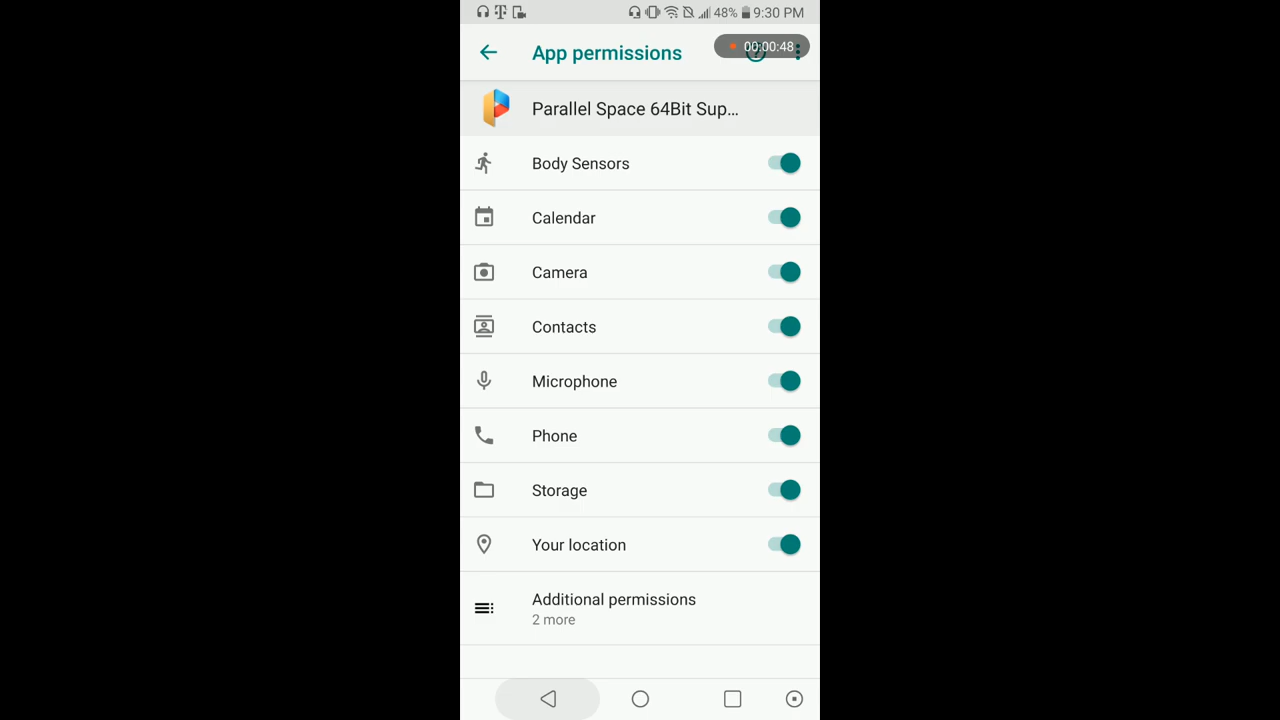 48% 9:30 PM
App permissions
00:00:48
Parallel Space 64Bit Sup...
Body Sensors
Calendar
Camera
Contacts
Microphone
Phone
Storage
Your location
Additional permissions
2 more